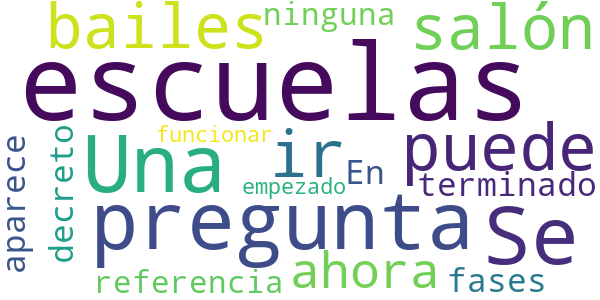 bailes ninguna salón
escuelas
aparece decreto funcionar
Una ir En puede
empezado terminado
pregunta Se
referencia ahora fases